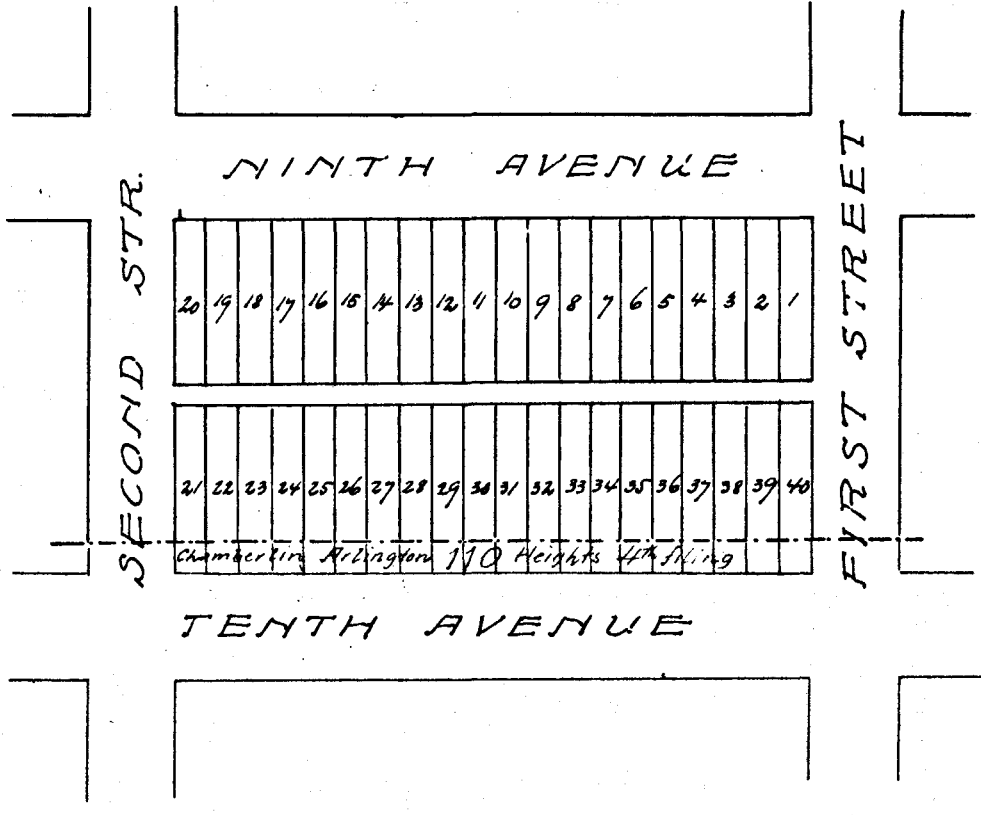 NINTH AVENUE
SECOND STR.
FIRST STREET
20 19 18 17 16 15 14 13 12 11 10 9 8 7 6 5 4 3 2 1
21 22 23 24 25 26 27 28 29 30 31 32 33 34 35 36 37 38 39 40
Chamberlin Arlington 110 Heights 4th filing
TENTH AVENUE